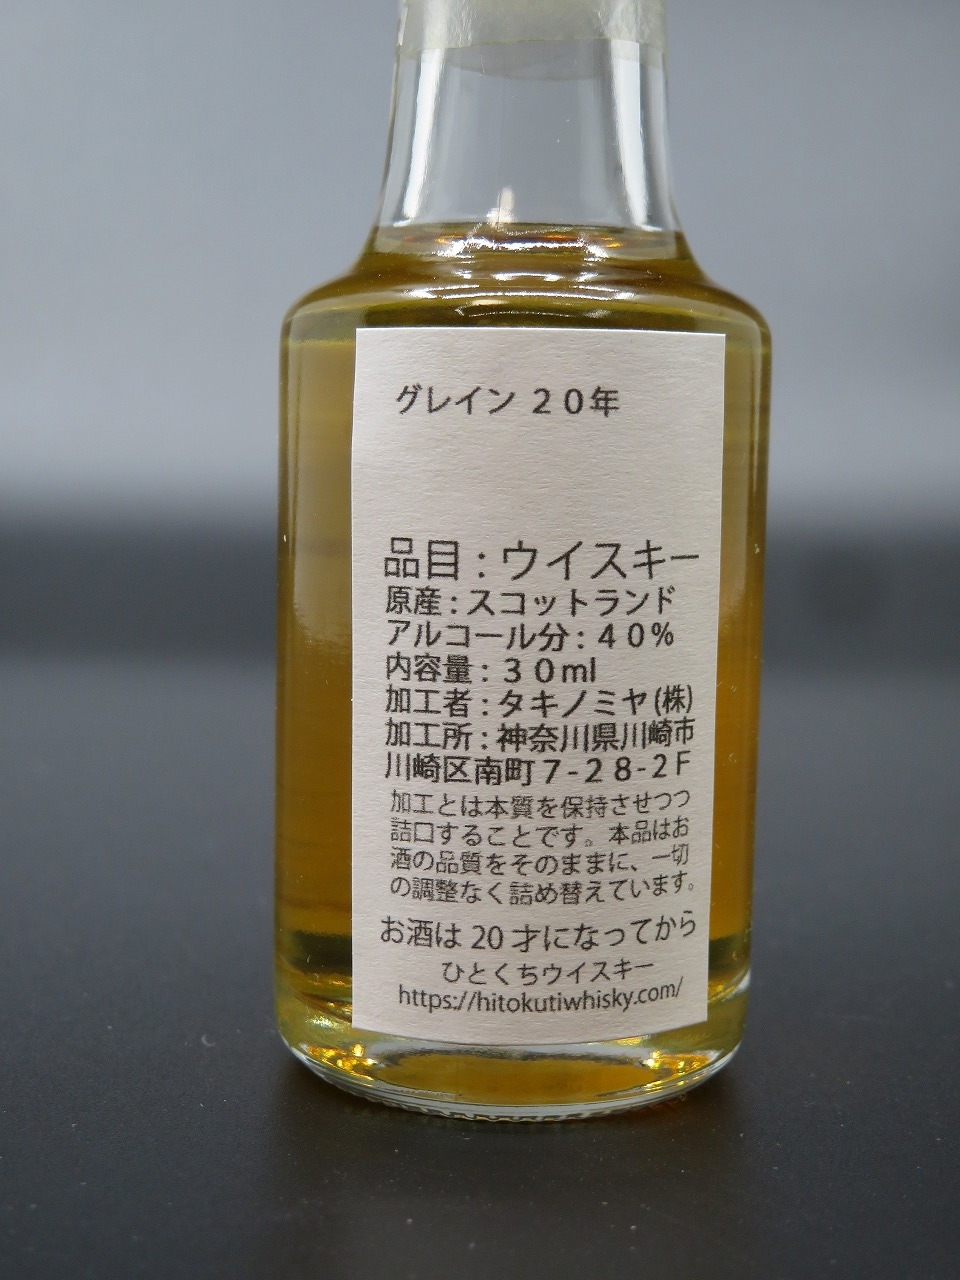 グレイン ２０年
品目：ウイスキー
原産：スコットランド
アルコール分：４０％
内容量：３０ml
加工者：タキノミヤ(株)
加工所：神奈川県川崎市
川崎区南町７-２８-２F
加工とは本質を保持させつつ
詰口することです。本品はお
酒の品質をそのままに、一切
の調整なく詰め替えています。
お酒は 20 才になってから
ひとくちウイスキー
https://hitokutiwhisky.com/